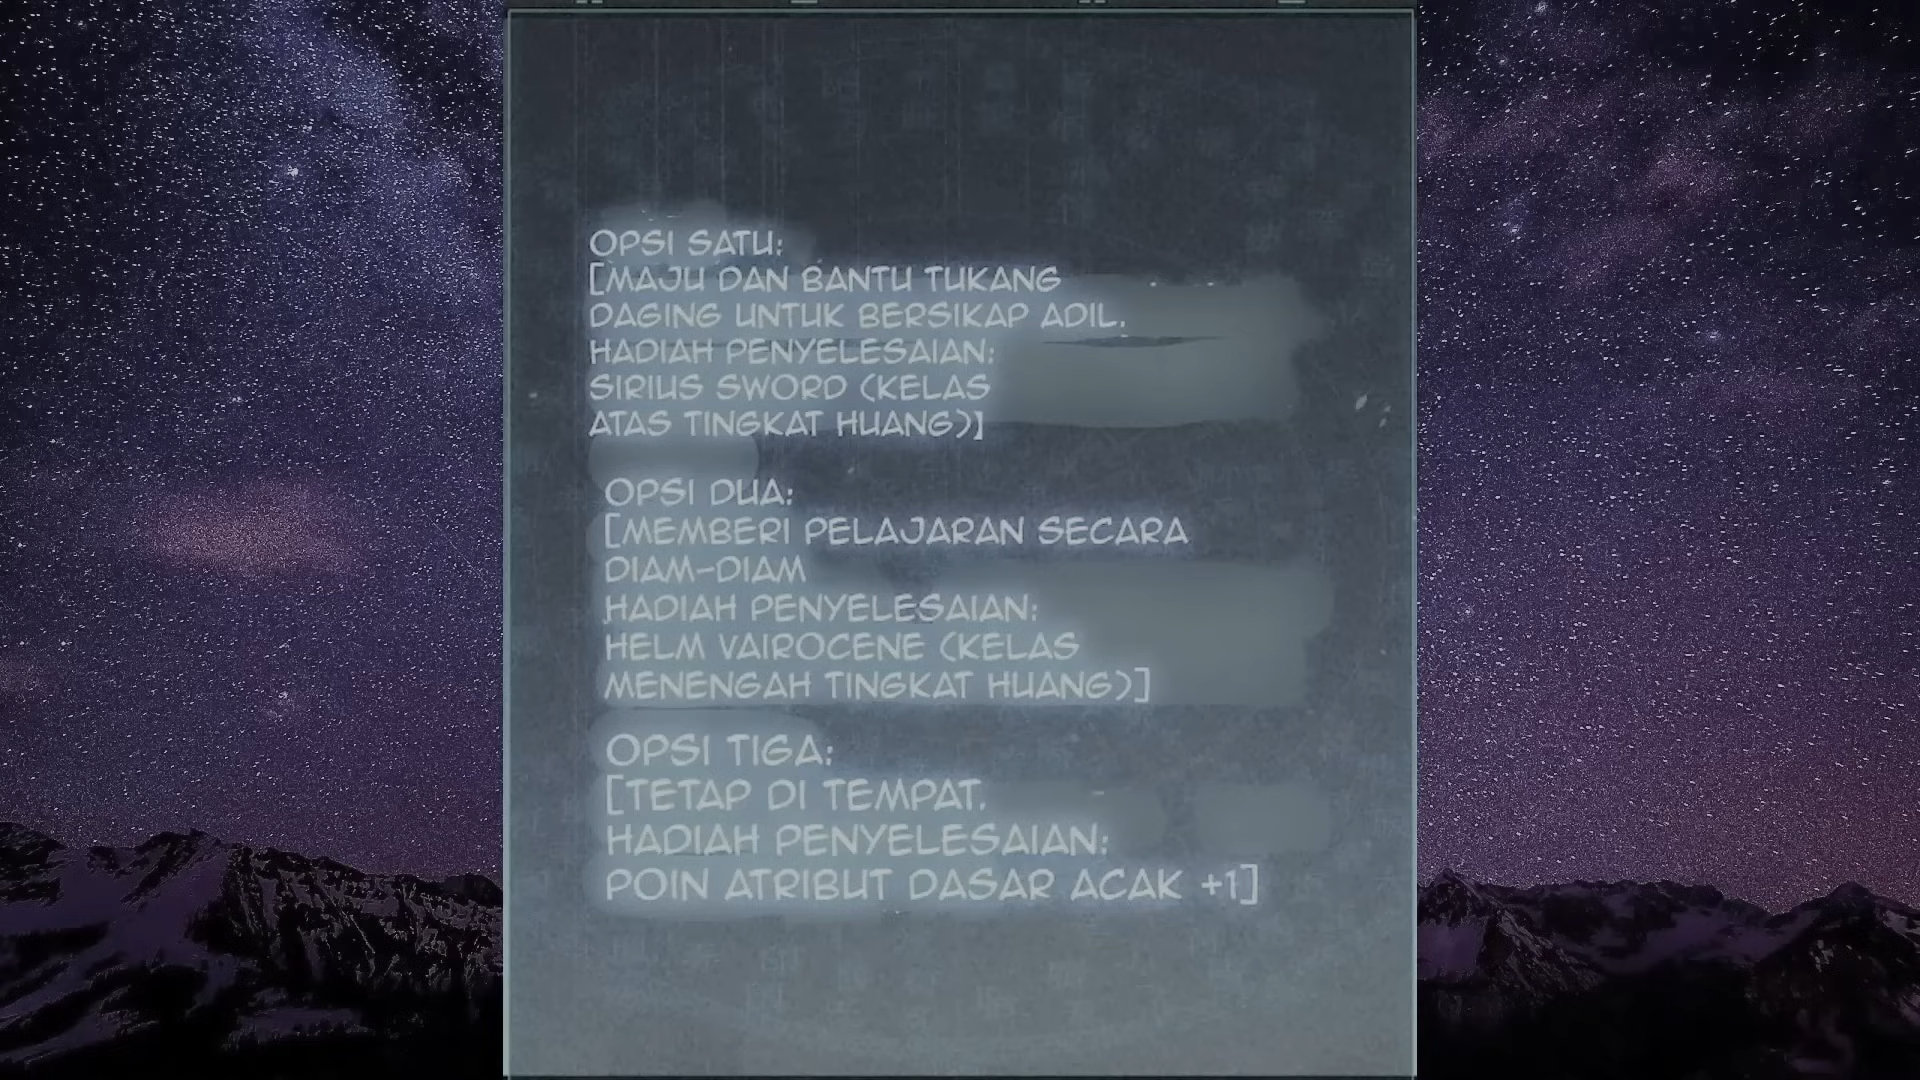 OPSI SATU:
[MAJU DAN BANTU TUKANG
DAGING UNTUK BERSIKAP ADIL.
HADIAH PENYELESAIAN:
SIRIUS SWORD (KELAS
ATAS TINGKAT HUANG)]
OPSI DUA:
[MEMBERI PELAJARAN SECARA
DIAM-DIAM
HADIAH PENYELESAIAN:
HELM VAIROCENE (KELAS
MENENGAH TINGKAT HUANG)]
OPSI TIGA:
[TETAP DI TEMPAT.
HADIAH PENYELESAIAN:
POIN ATRIBUT DASAR ACAK +1]